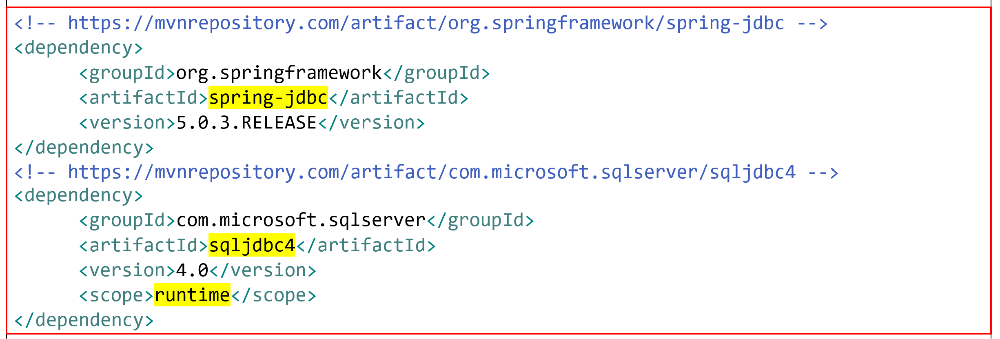 <!-- https://mvnrepository.com/artifact/org.springframework/spring-jdbc -->
<dependency>
<groupId>org.springframework</groupId>
<artifactId>spring-jdbc</artifactId>
<version>5.0.3.RELEASE</version>
</dependency>
<!-- https://mvnrepository.com/artifact/com.microsoft.sqlserver/sqljdbc4 -->
<dependency>
<groupId>com.microsoft.sqlserver</groupId>
<artifactId>sqljdbc4</artifactId>
<version>4.0</version>
<scope>runtime</scope>
</dependency>